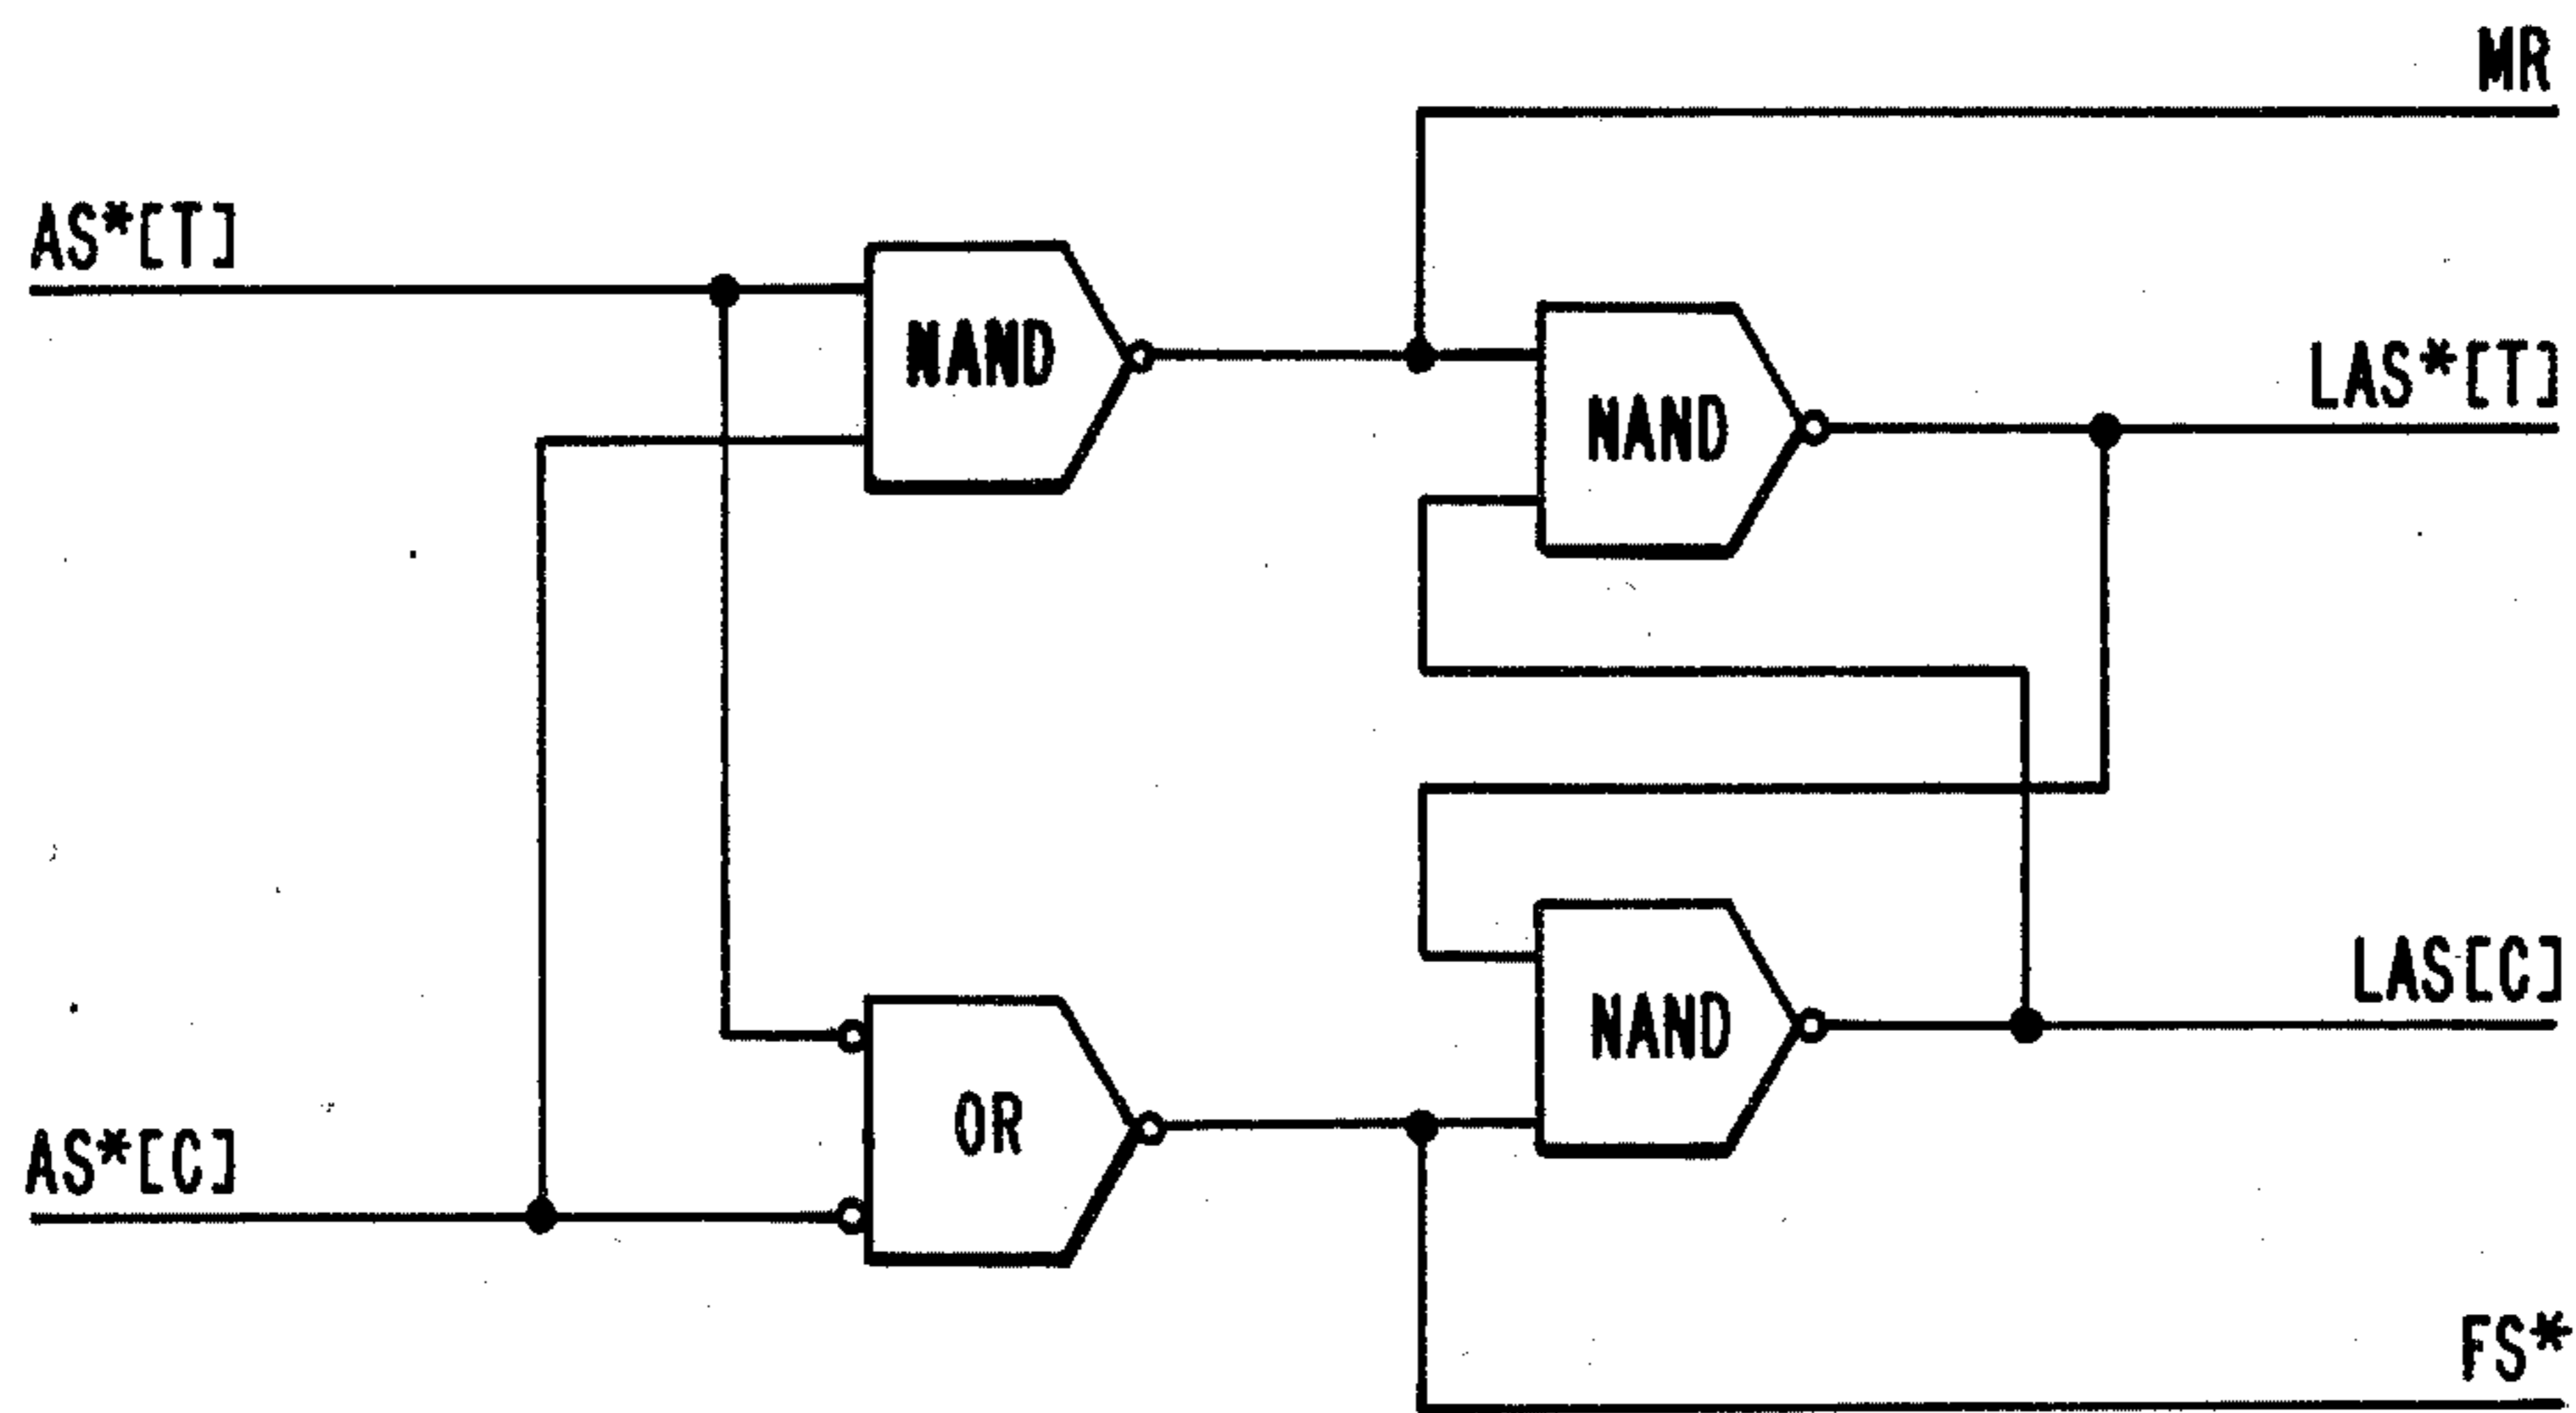 MR
AS*[T]
NAND
NAND
LAS*[T]
NAND
LAS[C]
OR
AS*[C]
FS*